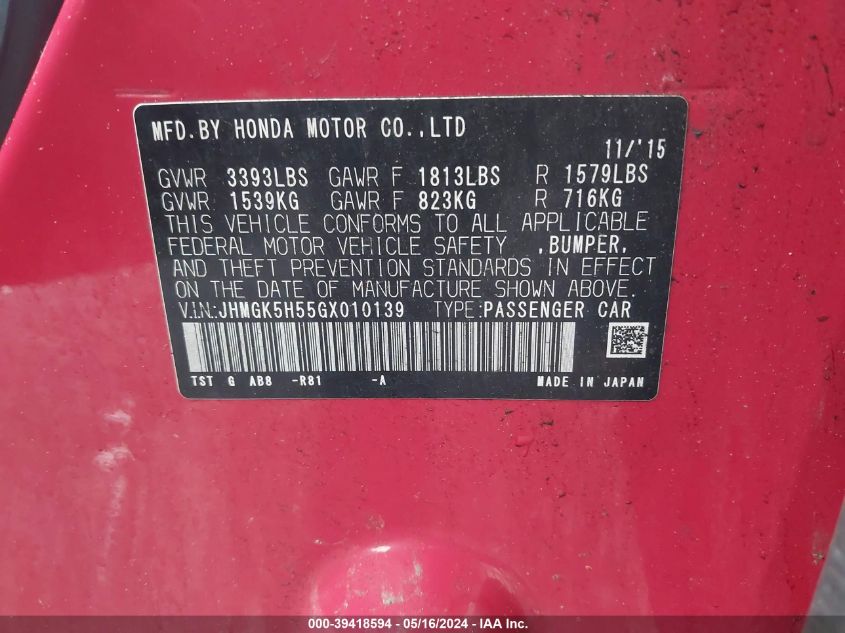 MFD.BY HONDA MOTOR CO.,LTD
11/'15
GVWR 3393LBS GAWR F 1813LBS R 1579LBS
GVWR 1539KG GAWR F 823KG R 716KG
THIS VEHICLE CONFORMS TO ALL APPLICABLE
FEDERAL MOTOR VEHICLE SAFETY ,BUMPER,
AND THEFT PREVENTION STANDARDS IN EFFECT
ON THE DATE OF MANUFACTURE SHOWN ABOVE.
V.I.N.:JHMGK5H55GX010139 TYPE:PASSENGER CAR
TST G AB8 -R81 -A MADE IN JAPAN
000-39418594 - 05/16/2024 - IAA Inc.